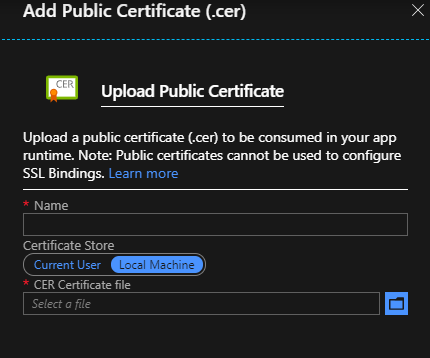 Add Public Certificate (.cer)
CER
Upload Public Certificate
Upload a public certificate (.cer) to be consumed in your app
runtime. Note: Public certificates cannot be used to configure
SSL Bindings. Learn more
* Name
Certificate Store
Current User Local Machine
* CER Certificate file
Select a file